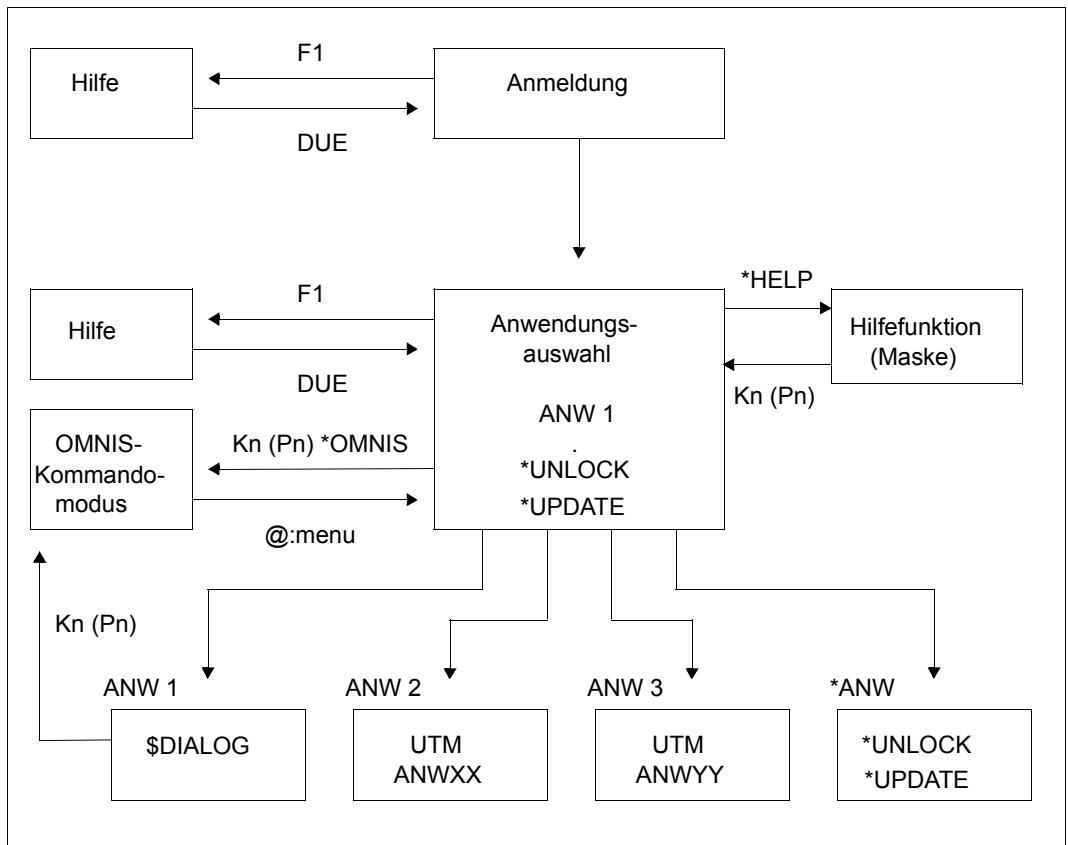 F1
Hilfe
Anmeldung
DUE
*HELP
F1
Hilfe
Anwendungs-
auswahl
Hilfefunktion
(Maske)
DUE
Kn (Pn)
ANW 1
.
OMNIS-
Kommando-
modus
Kn (Pn) *OMNIS
*UNLOCK
*UPDATE
@:menu
Kn (Pn)
ANW 1
ANW 2
ANW 3
*ANW
$DIALOG
UTM
ANWXX
UTM
ANWYY
*UNLOCK
*UPDATE